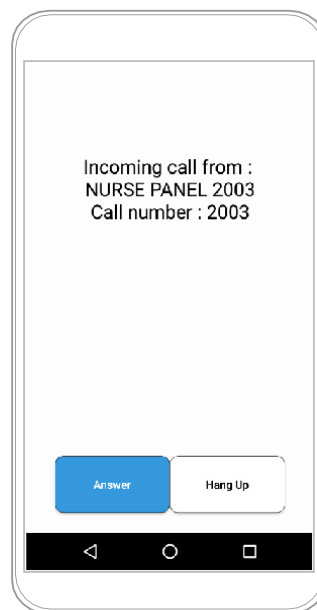 Incoming call from :
NURSE PANEL 2003
Call number : 2003
Answer
Hang Up